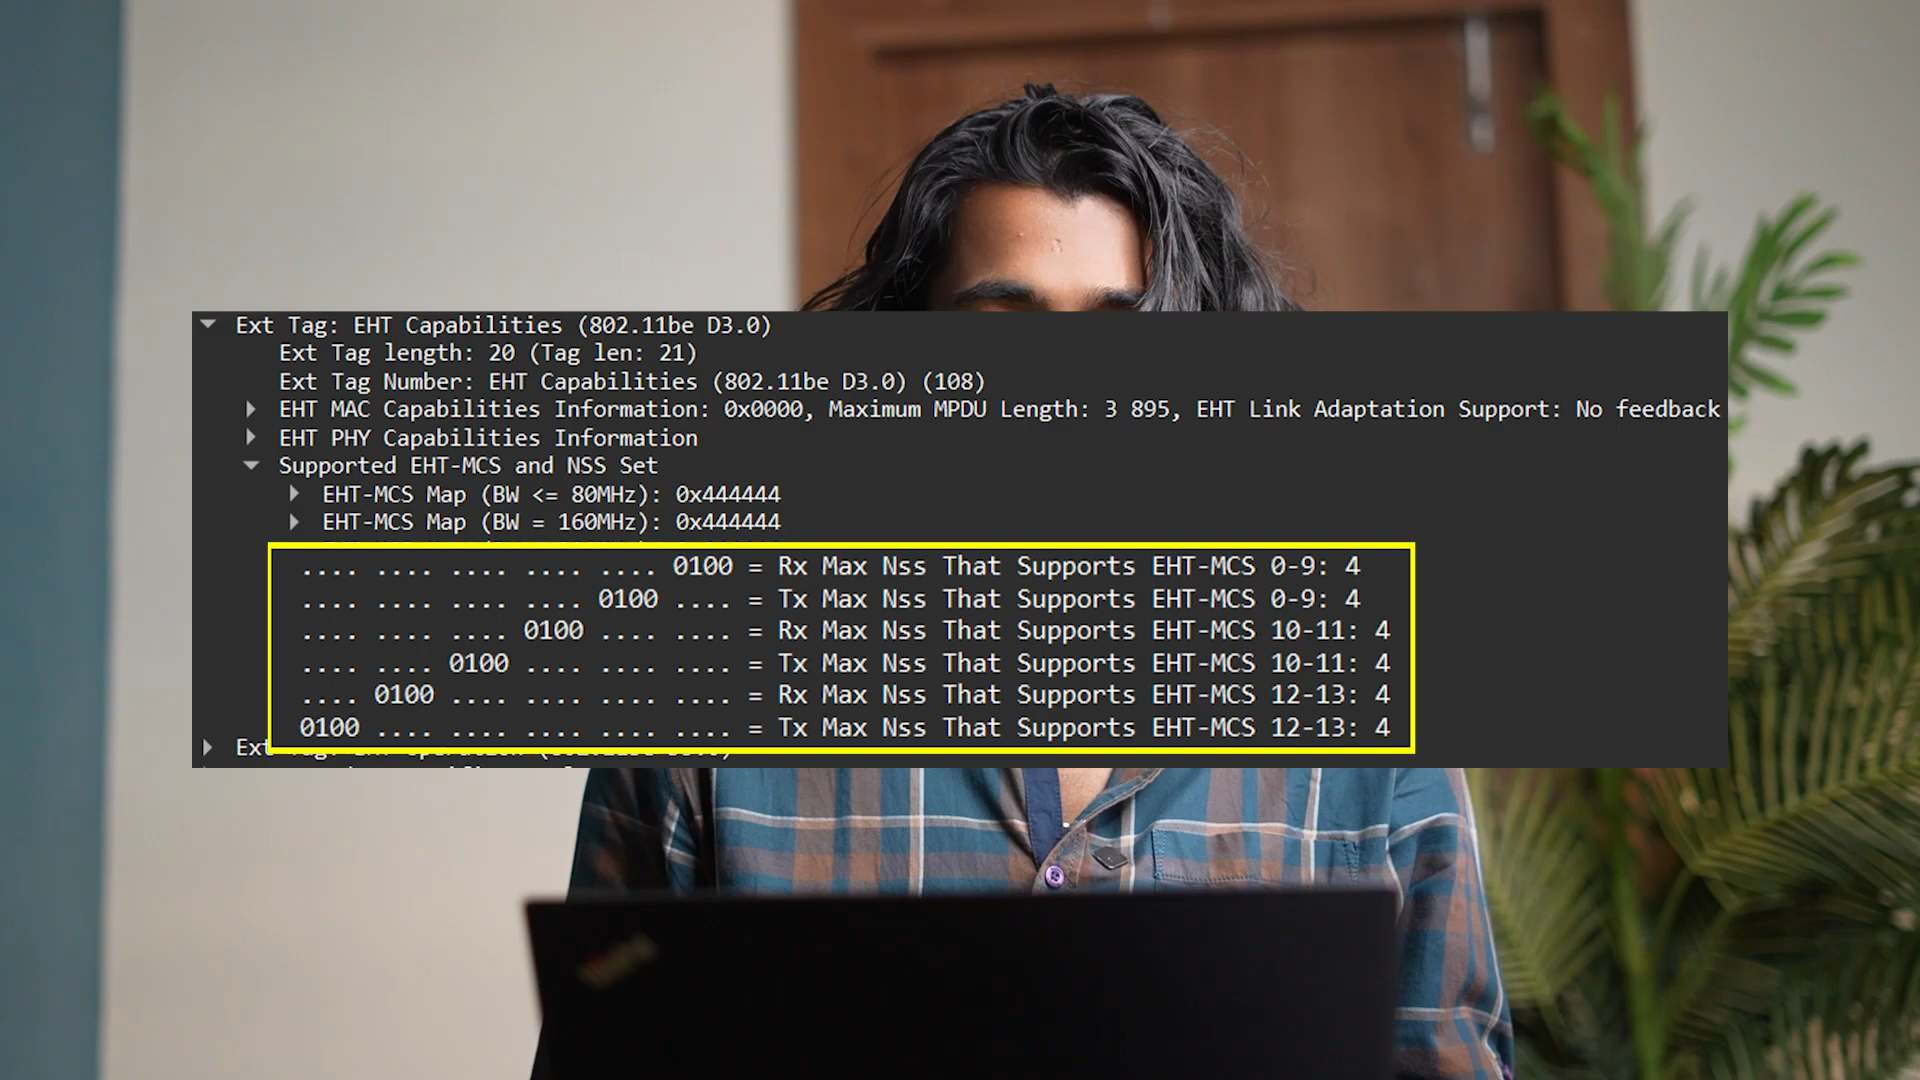 Ext Tag: EHT Capabilities (802.11be D3.0)
Ext Tag length: 20 (Tag len: 21)
Ext Tag Number: EHT Capabilities (802.11be D3.0) (108)
EHT MAC Capabilities Information: 0x0000, Maximum MPDU Length: 3 895, EHT Link Adaptation Support: No feedback
EHT PHY Capabilities Information
Supported EHT-MCS and NSS Set
EHT-MCS Map (BW <= 80MHz): 0x444444
EHT-MCS Map (BW = 160MHz): 0x444444
.... .... .... .... .... 0100 = Rx Max Nss That Supports EHT-MCS 0-9: 4
.... .... .... .... 0100 .... = Tx Max Nss That Supports EHT-MCS 0-9: 4
.... .... .... 0100 .... .... = Rx Max Nss That Supports EHT-MCS 10-11: 4
.... .... 0100 .... .... .... = Tx Max Nss That Supports EHT-MCS 10-11: 4
.... 0100 .... .... .... .... = Rx Max Nss That Supports EHT-MCS 12-13: 4
0100 .... .... .... .... .... = Tx Max Nss That Supports EHT-MCS 12-13: 4
Ext